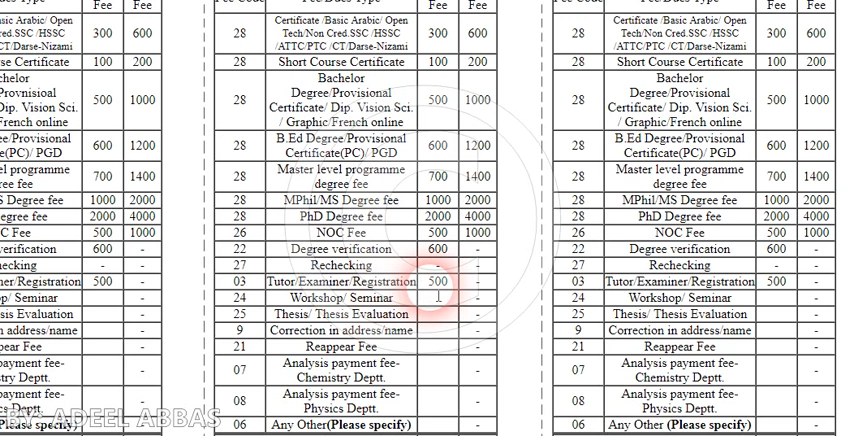 Fee Fee
Basic Arabic/ Open
Cred.SSC /HSSC 300 600
CT/Darse-Nizami
se Certificate 100 200
chelor
Provnisioal 500 1000
Dip. Vision Sci.
French online
ee/Provisional 600 1200
cate(PC)/ PGD
el programme 700 1400
ree fee
S Degree fee 1000 2000
egree fee 2000 4000
C Fee 500 1000
verification 600 -
hecking -
ner/Registration 500 -
op/ Seminar -
sis Evaluation -
in address/name -
pear Fee -
payment fee- -
stry Deptt.
payment fee- -
cs Deptt.
Please specify) -
Fee Code Fee/Dues Type Fee Fee
Certificate /Basic Arabic/ Open
28 Tech/Non Cred.SSC /HSSC 300 600
/ATTC/PTC /CT/Darse-Nizami
28 Short Course Certificate 100 200
Bachelor
28 Degree/Provisional 500 1000
Certificate/ Dip. Vision Sci.
/ Graphic/French online
28 B.Ed Degree/Provisional 600 1200
Certificate(PC)/ PGD
28 Master level programme 700 1400
degree fee
28 MPhil/MS Degree fee 1000 2000
28 PhD Degree fee 2000 4000
26 NOC Fee 500 1000
22 Degree verification 600 -
27 Rechecking - -
03 Tutor/Examiner/Registration 500 -
24 Workshop/ Seminar -
25 Thesis/ Thesis Evaluation -
9 Correction in address/name -
21 Reappear Fee -
07 Analysis payment fee- -
Chemistry Deptt.
08 Analysis payment fee- -
Physics Deptt.
06 Any Other(Please specify) -
Fee Code Fee/Dues Type Fee Fee
Certificate /Basic Arabic/ Open
28 Tech/Non Cred.SSC /HSSC 300 600
/ATTC/PTC /CT/Darse-Nizami
28 Short Course Certificate 100 200
Bachelor
28 Degree/Provisional 500 1000
Certificate/ Dip. Vision Sci.
/ Graphic/French online
28 B.Ed Degree/Provisional 600 1200
Certificate(PC)/ PGD
28 Master level programme 700 1400
degree fee
28 MPhil/MS Degree fee 1000 2000
28 PhD Degree fee 2000 4000
26 NOC Fee 500 1000
22 Degree verification 600 -
27 Rechecking -
03 Tutor/Examiner/Registration 500 -
24 Workshop/ Seminar -
25 Thesis/ Thesis Evaluation -
9 Correction in address/name -
21 Reappear Fee -
07 Analysis payment fee- -
Chemistry Deptt.
08 Analysis payment fee- -
Physics Deptt.
06 Any Other(Please specify) -
BY: ADEEL ABBAS